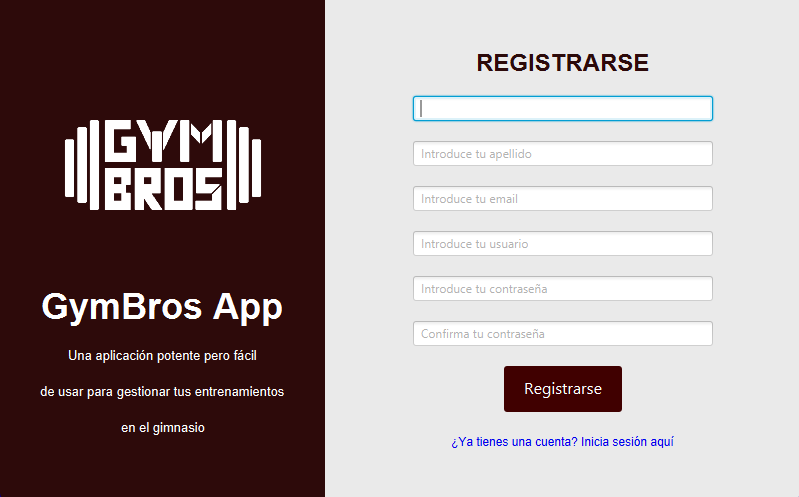 GYM
BROS
GymBros App
Una aplicación potente pero fácil
de usar para gestionar tus entrenamientos
en el gimnasio
REGISTRARSE
Introduce tu apellido
Introduce tu email
Introduce tu usuario
Introduce tu contraseña
Confirma tu contraseña
Registrarse
¿Ya tienes una cuenta? Inicia sesión aquí